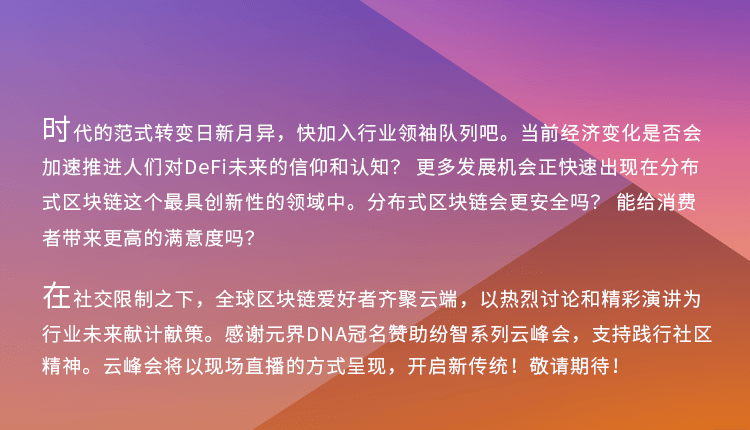 时代的范式转变日新月异，快加入行业领袖队列吧。当前经济变化是否会
加速推进人们对DeFi未来的信仰和认知？ 更多发展机会正快速出现在分布
式区块链这个最具创新性的领域中。分布式区块链会更安全吗？ 能给消费
者带来更高的满意度吗？
在社交限制之下，全球区块链爱好者齐聚云端，以热烈讨论和精彩演讲为
行业未来献计献策。感谢元界DNA冠名赞助纷智系列云峰会，支持践行社区
精神。云峰会将以现场直播的方式呈现，开启新传统！敬请期待！